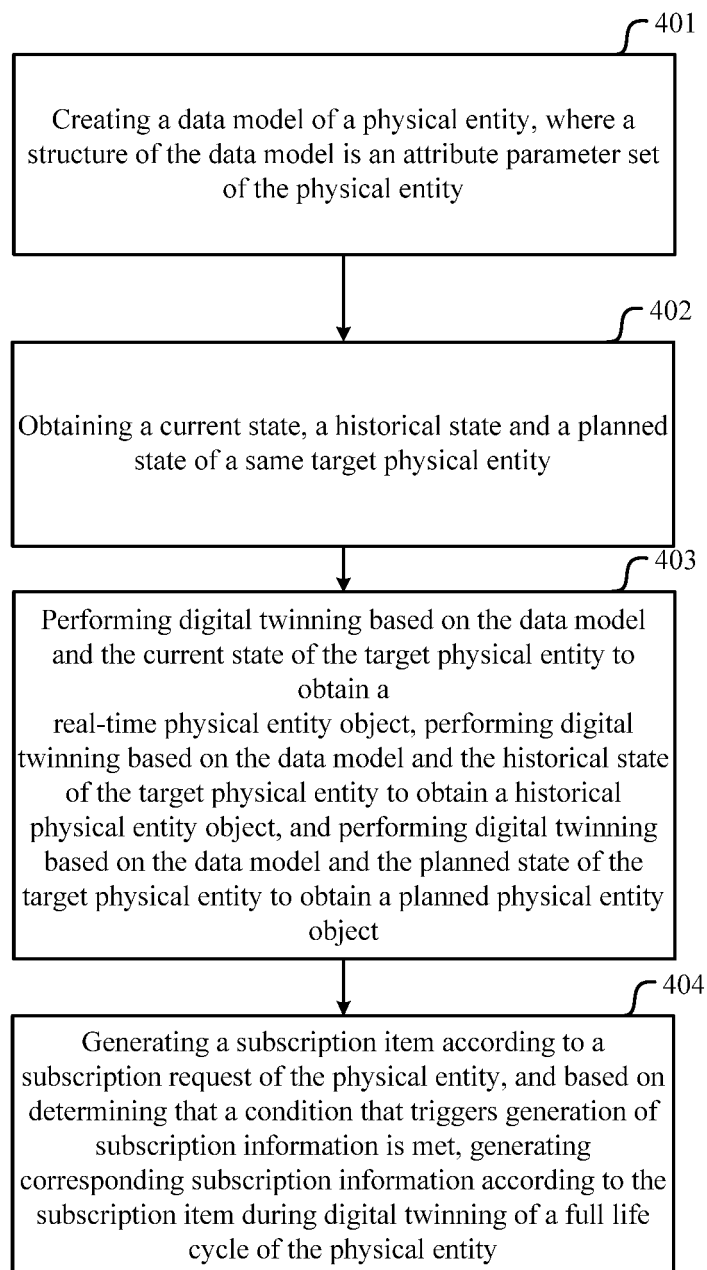 401
Creating a data model of a physical entity, where a
structure of the data model is an attribute parameter set
of the physical entity
402
Obtaining a current state, a historical state and a planned
state of a same target physical entity
403
Performing digital twinning based on the data model
and the current state of the target physical entity to
obtain a
real-time physical entity object, performing digital
twinning based on the data model and the historical state
of the target physical entity to obtain a historical
physical entity object, and performing digital twinning
based on the data model and the planned state of the
target physical entity to obtain a planned physical entity
object
404
Generating a subscription item according to a
subscription request of the physical entity, and based on
determining that a condition that triggers generation of
subscription information is met, generating
corresponding subscription information according to the
subscription item during digital twinning of a full life
cycle of the physical entity